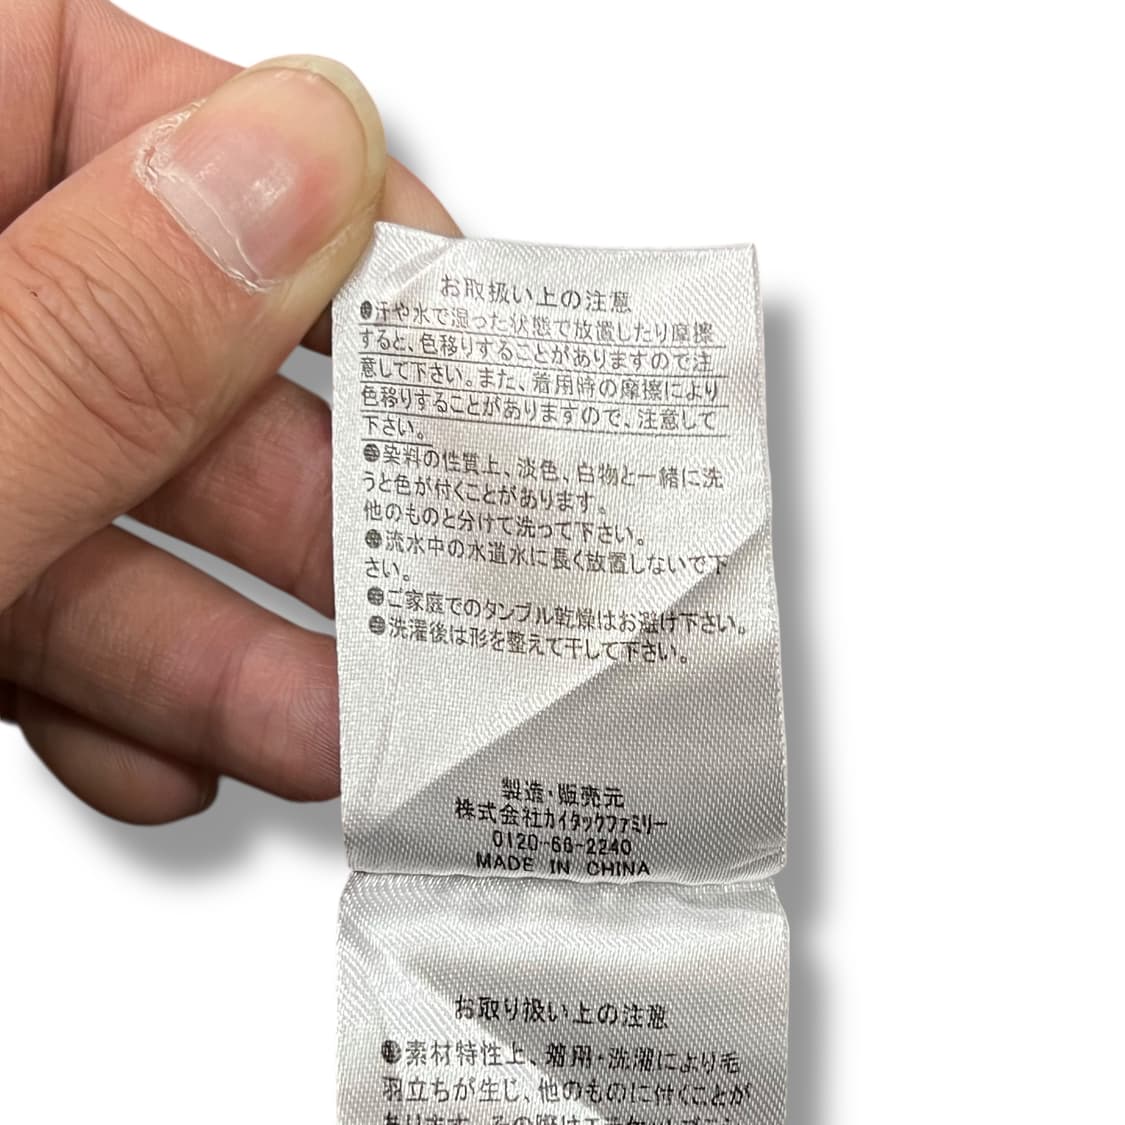 お取扱い上の注意
●汗や水で湿った状態で放置したり摩擦
すると、色移りすることがありますので注
意して下さい。また、着用時の摩擦により
色移りすることがありますので、注意して
下さい。
●染料の性質上、淡色、白物と一緒に洗
うと色が付くことがあります。
他のものと分けて洗って下さい。
●流水中の水道水に長く放置しないで下
さい。
●ご家庭でのタンブル乾燥はお避け下さい。
●洗濯後は形を整えて干して下さい。
製造・販売元
株式会社カイタックファミリー
0120-66-2240
MADE IN CHINA
お取り扱い上の注意
●素材特性上、着用・洗濯により毛
羽立ちが生じ、他のものに付くことが
あります。その際は